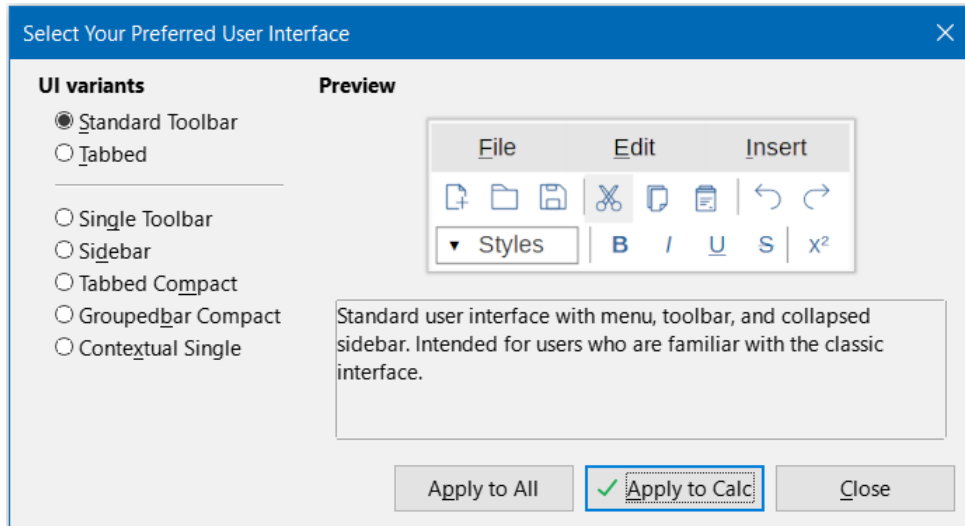 Select Your Preferred User Interface
UI variants
Standard Toolbar
Tabbed
Single Toolbar
Sidebar
Tabbed Compact
Groupedbar Compact
Contextual Single
Preview
File Edit Insert
Styles B I U S x²
Standard user interface with menu, toolbar, and collapsed
sidebar. Intended for users who are familiar with the classic
interface.
Apply to All Apply to Calc Close